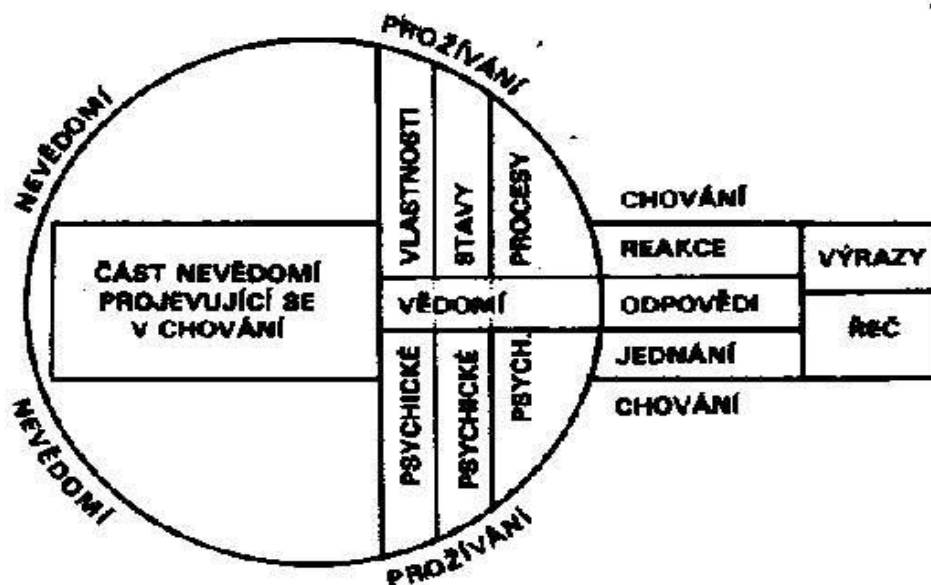 PROŽÍVÁNÍ
NEVĚDOMÍ
VLASTNOSTI
STAVY
PROCESY
CHOVÁNÍ
REAKCE
VÝRAZY
ČÁST NEVĚDOMÍ
PROJEVUJÍCÍ SE
V CHOVÁNÍ
VĚDOMÍ
ODPOVĚDI
ŘEČ
JEDNÁNÍ
PSYCHICKÉ
PSYCHICKÉ
PSYCH.
CHOVÁNÍ
NEVĚDOMÍ
PROŽÍVÁNÍ